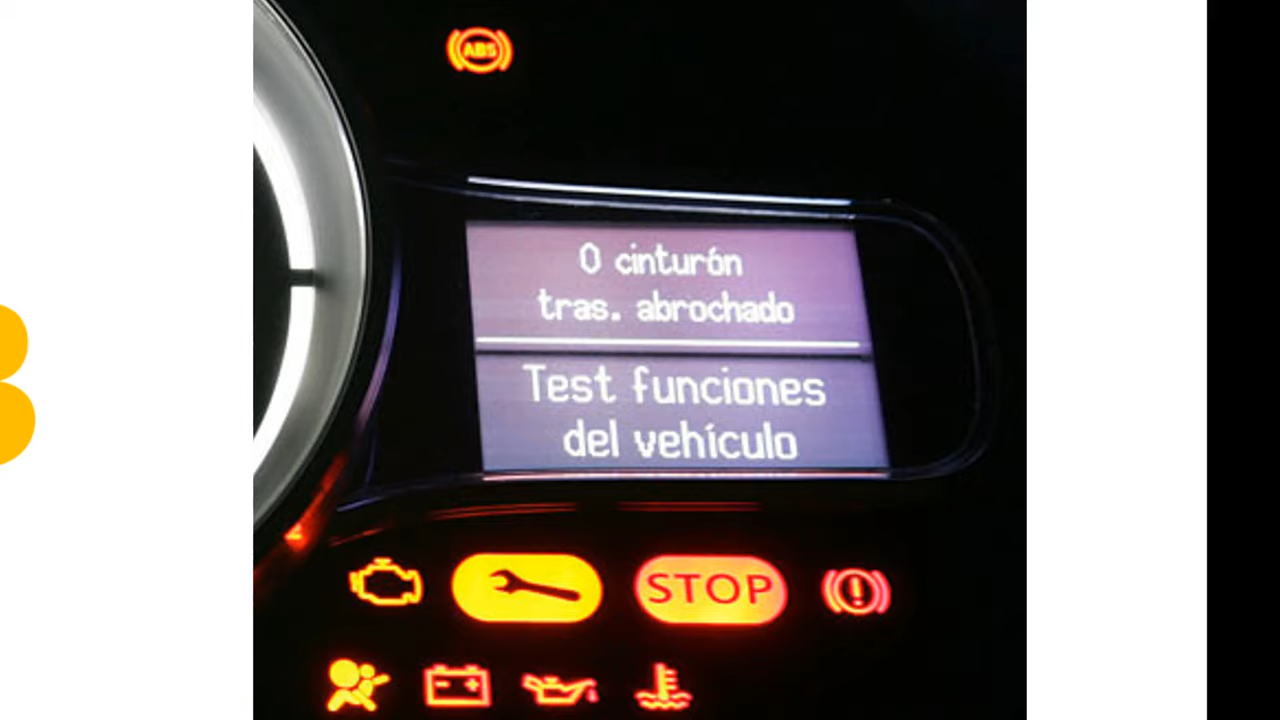 ABS
0 cinturón
tras. abrochado
Test funciones
del vehículo
STOP